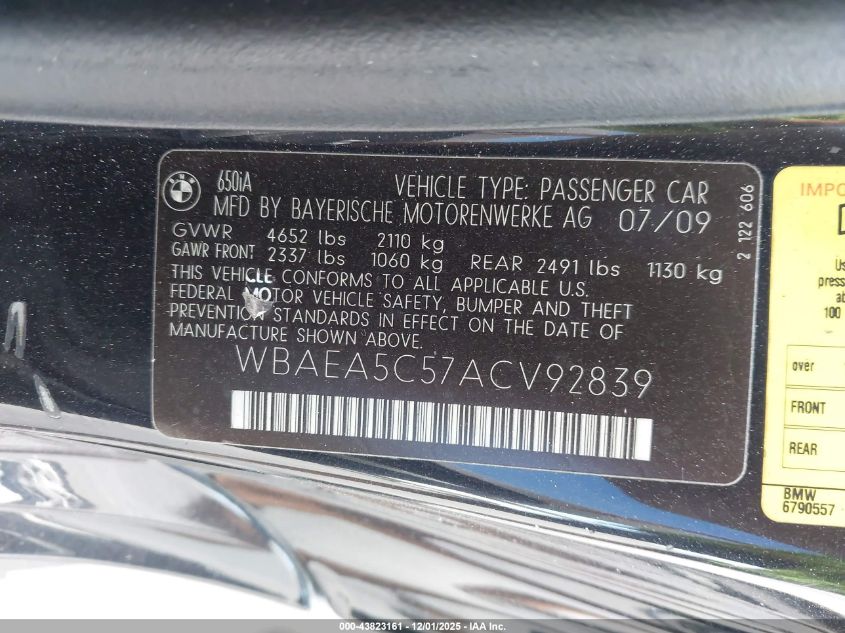 650iA
VEHICLE TYPE: PASSENGER CAR
MFD BY BAYERISCHE MOTORENWERKE AG 07/09
GVWR 4652 lbs 2110 kg
GAWR FRONT 2337 lbs 1060 kg REAR 2491 lbs 1130 kg
THIS VEHICLE CONFORMS TO ALL APPLICABLE U.S.
FEDERAL MOTOR VEHICLE SAFETY, BUMPER AND THEFT
PREVENTION STANDARDS IN EFFECT ON THE DATE OF
MANUFACTURE SHOWN ABOVE.
WBAEA5C57ACV92839
2 122 606
over
FRONT
REAR
BMW
6790557
100
000-43823161 - 12/01/2025 - IAA Inc.